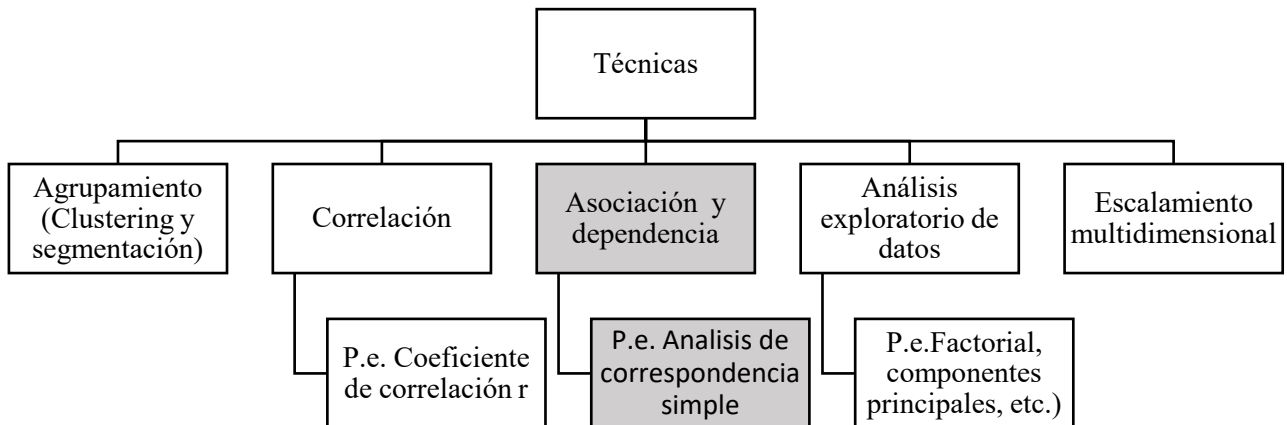 Técnicas
Agrupamiento
(Clustering y
segmentación)
Correlación
Asociación y
dependencia
Análisis
exploratorio de
datos
Escalamiento
multidimensional
P.e. Coeficiente
de correlación r
P.e. Analisis de
correspondencia
simple
P.e.Factorial,
componentes
principales, etc.)